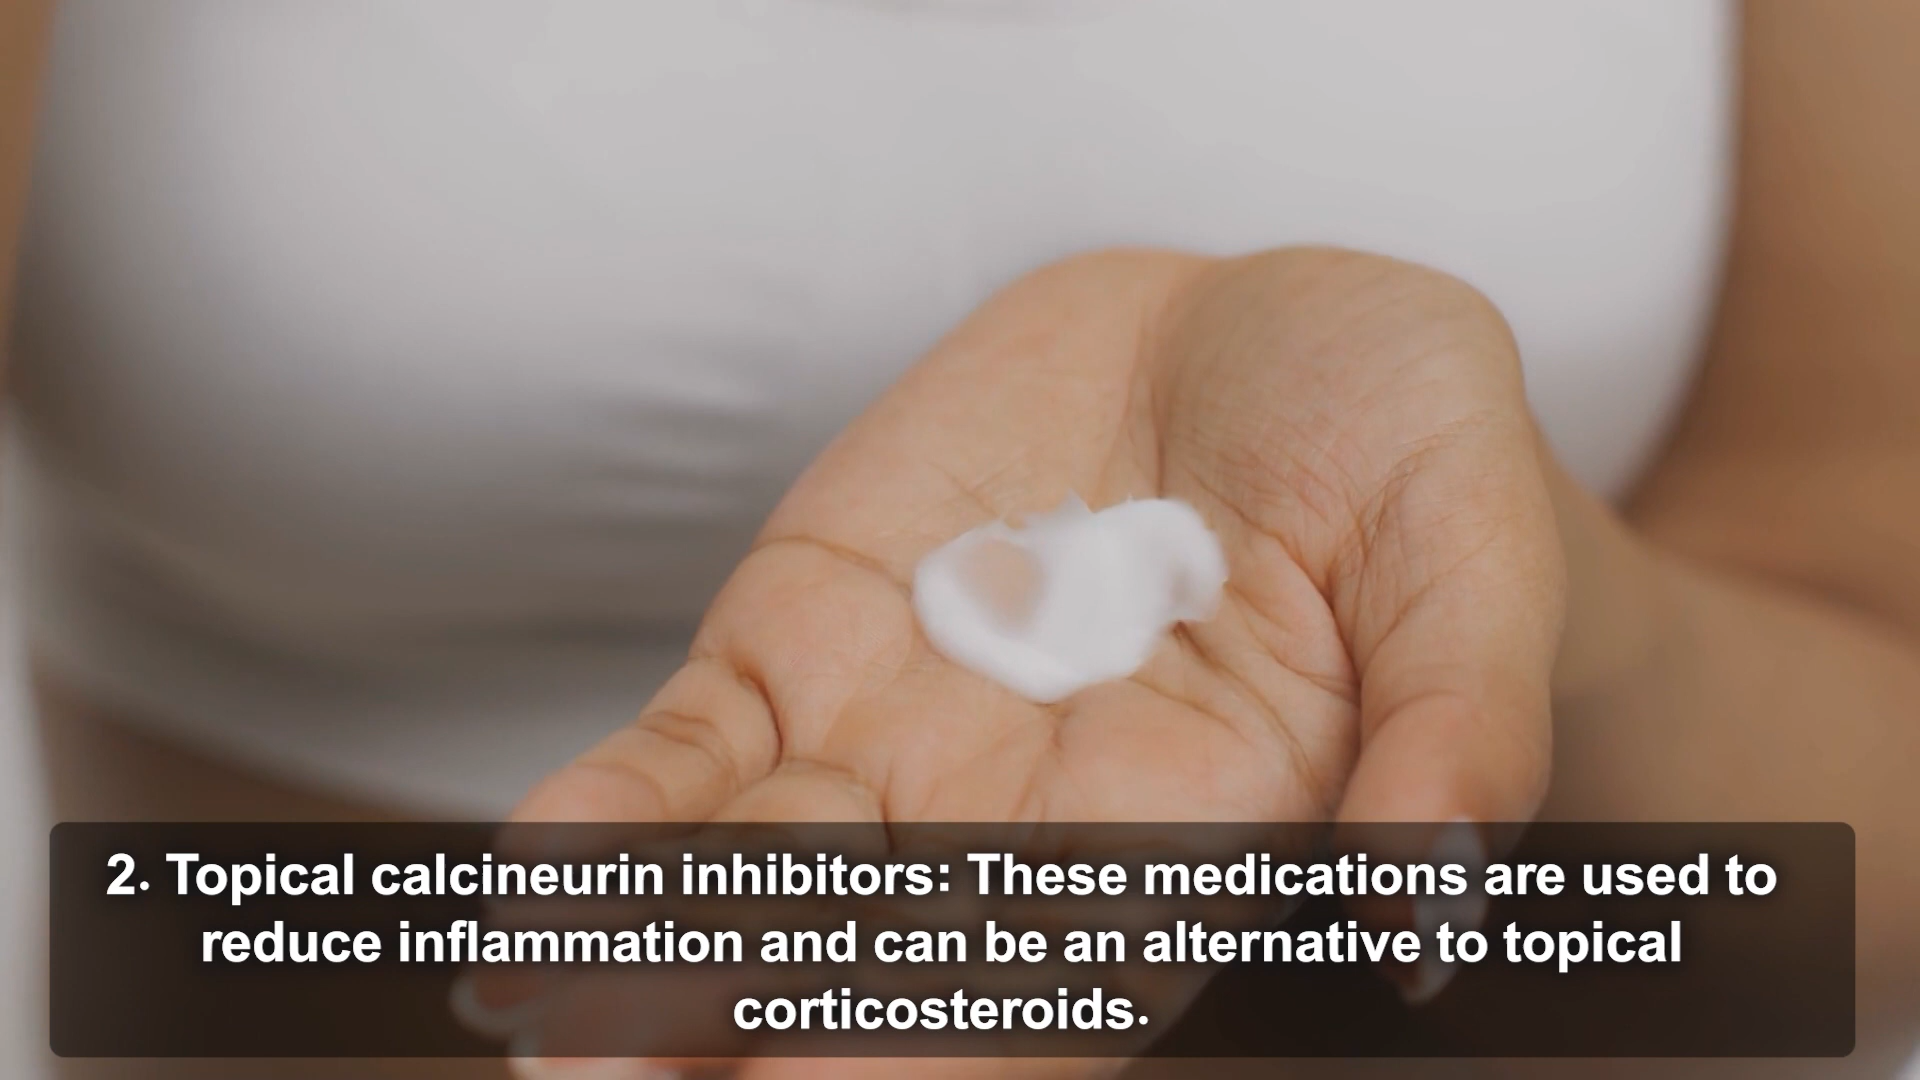 2. Topical calcineurin inhibitors: These medications are used to
reduce inflammation and can be an alternative to topical
corticosteroids.